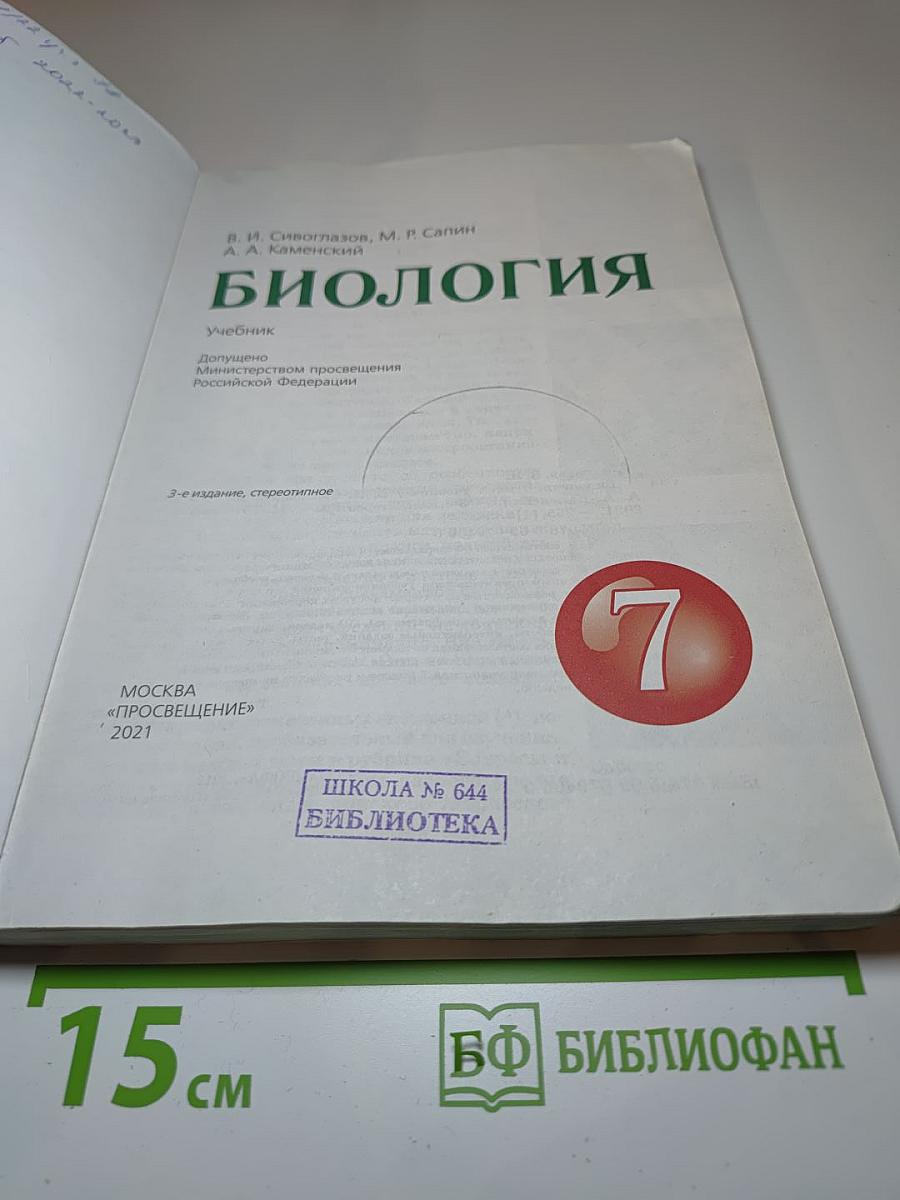 В. И. Сивоглазов, М. Р. Сапин
А. А. Каменский
БИОЛОГИЯ
Учебник
Допущено
Министерством просвещения
Российской Федерации
3-е издание, стереотипное
7
МОСКВА
«ПРОСВЕЩЕНИЕ»
2021
ШКОЛА № 644
БИБЛИОТЕКА
15 см
БФ БИБЛИОФАН